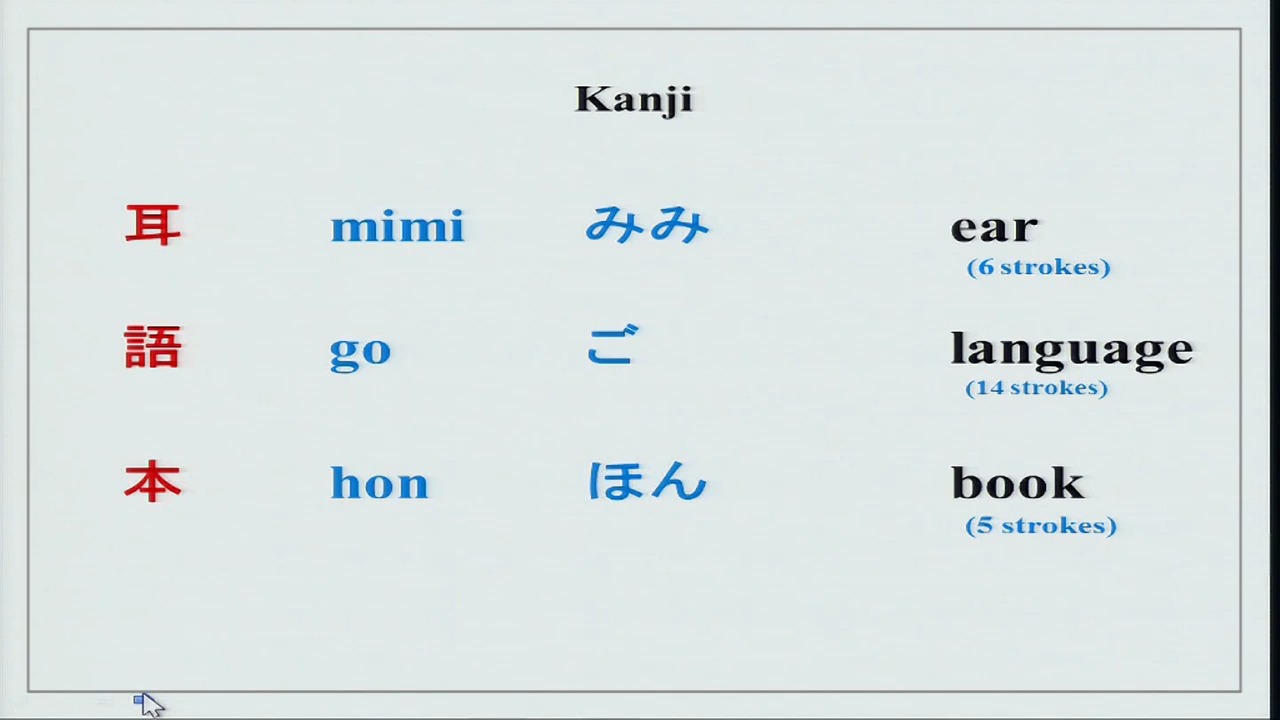 Kanji
耳 mimi みみ ear
(6 strokes)
語 go ご language
(14 strokes)
本 hon ほん book
(5 strokes)